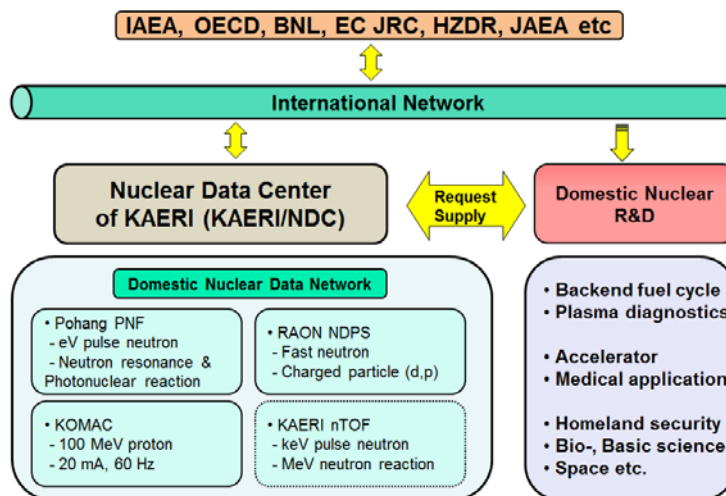 IAEA, OECD, BNL, EC JRC, HZDR, JAEA etc
International Network
Nuclear Data Center
of KAERI (KAERI/NDC)
Request
Supply
Domestic Nuclear
R&D
Domestic Nuclear Data Network
• Pohang PNF
- eV pulse neutron
- Neutron resonance &
Photonuclear reaction
• RAON NDPS
- Fast neutron
- Charged particle (d,p)
• KOMAC
- 100 MeV proton
- 20 mA, 60 Hz
• KAERI nTOF
- keV pulse neutron
- MeV neutron reaction
• Backend fuel cycle
• Plasma diagnostics
• Accelerator
• Medical application
• Homeland security
• Bio-, Basic science
• Space etc.